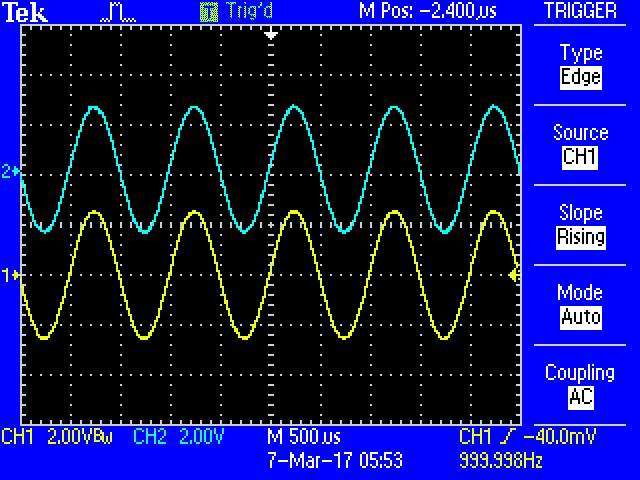 Tek T Trig'd M Pos: -2.400µs TRIGGER
Type
Edge
Source
CH1
Slope
Rising
Mode
Auto
Coupling
AC
2
1
CH1 2.00VBW CH2 2.00V M 500µs CH1 -40.0mV
7-Mar-17 05:53 999.998Hz